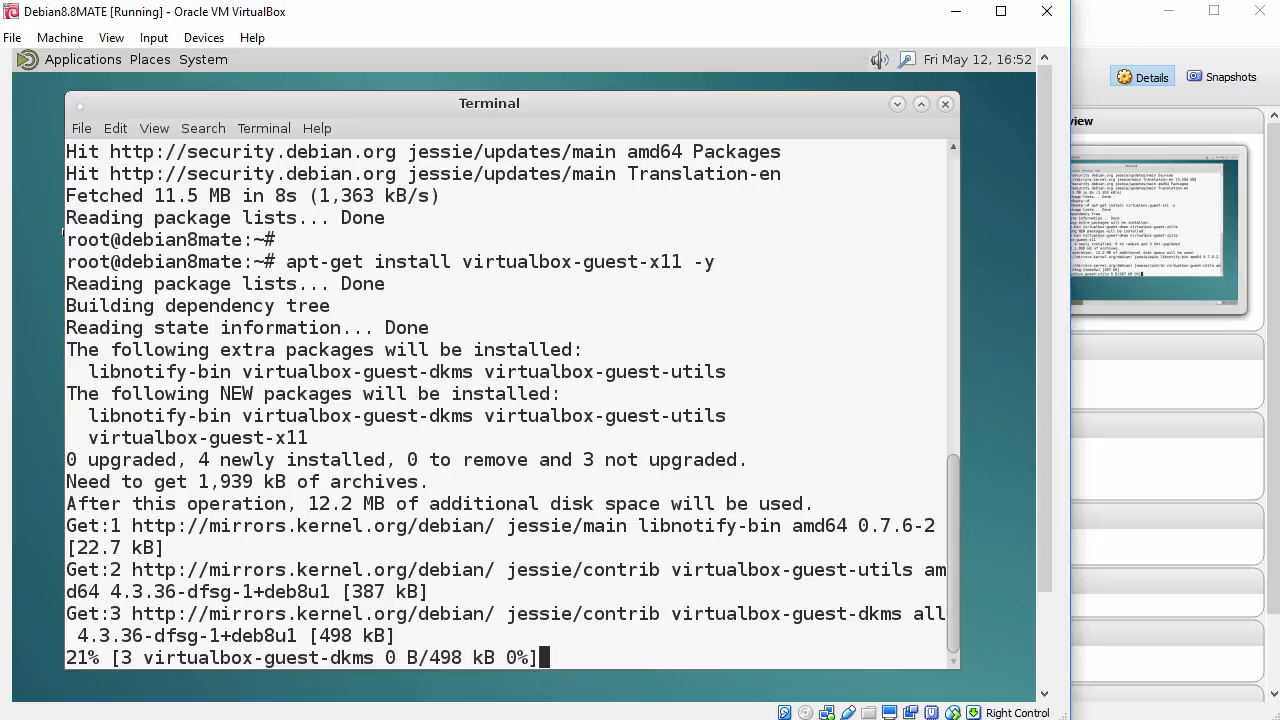 Debian8.8MATE [Running] - Oracle VM VirtualBox
File Machine View Input Devices Help
Applications Places System
Fri May 12, 16:52
Details
Snapshots
Terminal
File Edit View Search Terminal Help
Hit http://security.debian.org jessie/updates/main amd64 Packages
Hit http://security.debian.org jessie/updates/main Translation-en
Fetched 11.5 MB in 8s (1,363 kB/s)
Reading package lists... Done
root@debian8mate:~#
root@debian8mate:~# apt-get install virtualbox-guest-x11 -y
Reading package lists... Done
Building dependency tree
Reading state information... Done
The following extra packages will be installed:
libnotify-bin virtualbox-guest-dkms virtualbox-guest-utils
The following NEW packages will be installed:
libnotify-bin virtualbox-guest-dkms virtualbox-guest-utils
virtualbox-guest-x11
0 upgraded, 4 newly installed, 0 to remove and 3 not upgraded.
Need to get 1,939 kB of archives.
After this operation, 12.2 MB of additional disk space will be used.
Get:1 http://mirrors.kernel.org/debian/ jessie/main libnotify-bin amd64 0.7.6-2
[22.7 kB]
Get:2 http://mirrors.kernel.org/debian/ jessie/contrib virtualbox-guest-utils am
d64 4.3.36-dfsg-1+deb8u1 [387 kB]
Get:3 http://mirrors.kernel.org/debian/ jessie/contrib virtualbox-guest-dkms all
4.3.36-dfsg-1+deb8u1 [498 kB]
21% [3 virtualbox-guest-dkms 0 B/498 kB 0%]
Right Control